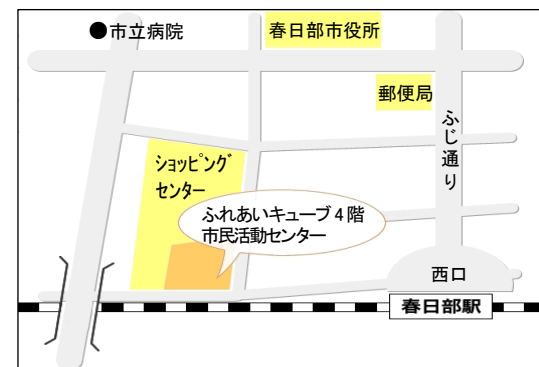 ●市立病院
春日部市役所
郵便局
ふじ通り
ショッピング
センター
ふれあいキューブ4階
市民活動センター
西口
春日部駅